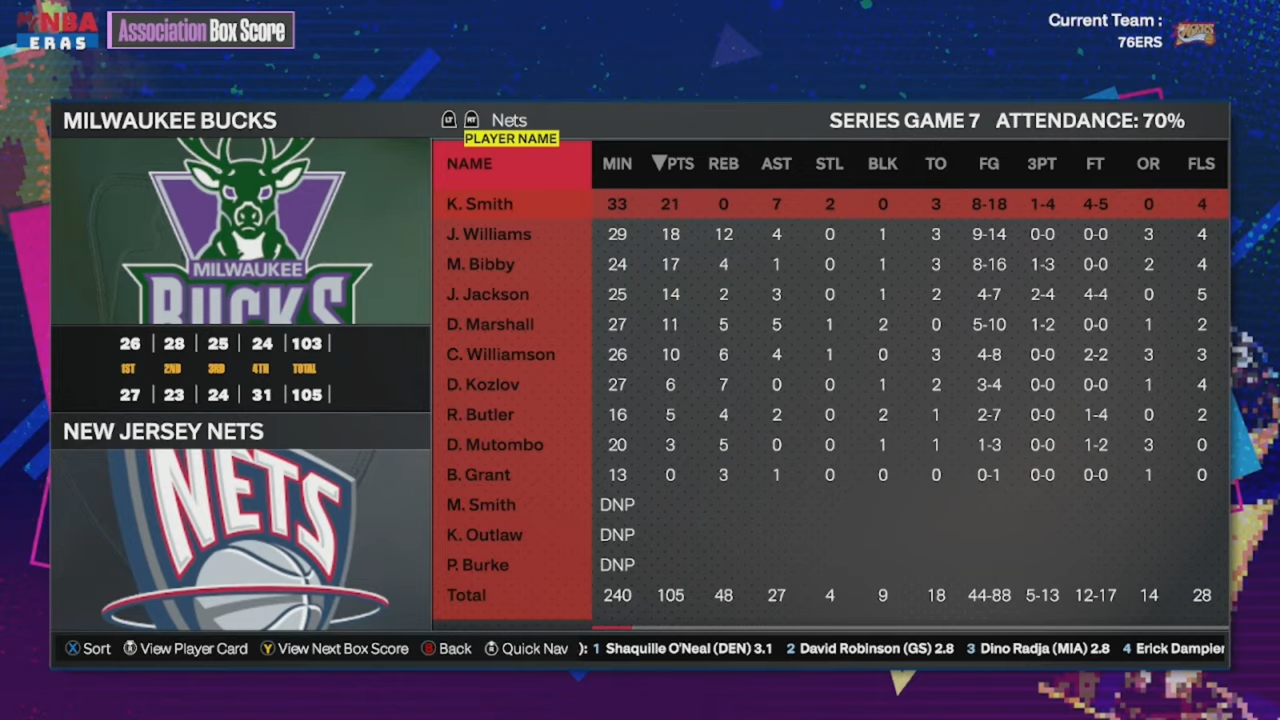 MY NBA ERAS
Association Box Score
Current Team :
76ERS
MILWAUKEE BUCKS
MILWAUKEE
BUCKS
26 28 25 24 103
1ST 2ND 3RD 4TH TOTAL
27 23 24 31 105
NEW JERSEY NETS
NETS
LT RT Nets
SERIES GAME 7 ATTENDANCE: 70%
PLAYER NAME
NAME MIN PTS REB AST STL BLK TO FG 3PT FT OR FLS
K. Smith 33 21 0 7 2 0 3 8-18 1-4 4-5 0 4
J. Williams 29 18 12 4 0 1 3 9-14 0-0 0-0 3 4
M. Bibby 24 17 4 1 0 1 3 8-16 1-3 0-0 2 4
J. Jackson 25 14 2 3 0 1 2 4-7 2-4 4-4 0 5
D. Marshall 27 11 5 5 1 2 0 5-10 1-2 0-0 1 2
C. Williamson 26 10 6 4 1 0 3 4-8 0-0 2-2 3 3
D. Kozlov 27 6 7 0 0 1 2 3-4 0-0 0-0 1 4
R. Butler 16 5 4 2 0 2 1 2-7 0-0 1-4 0 2
D. Mutombo 20 3 5 0 0 1 1 1-3 0-0 1-2 3 0
B. Grant 13 0 3 1 0 0 0 0-1 0-0 0-0 1 0
M. Smith DNP
K. Outlaw DNP
P. Burke DNP
Total 240 105 48 27 4 9 18 44-88 5-13 12-17 14 28
X Sort R View Player Card Y View Next Box Score B Back R Quick Nav ): 1 Shaquille O'Neal (DEN) 3.1 2 David Robinson (GS) 2.8 3 Dino Radja (MIA) 2.8 4 Erick Dampier